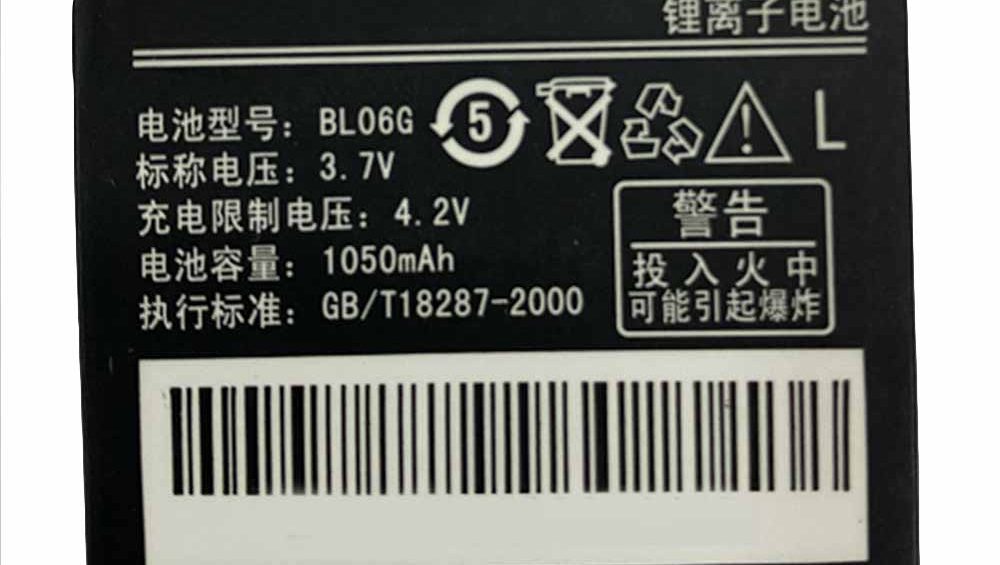 锂离子电池
电池型号：BL06G
5
L
标称电压：3.7V
充电限制电压：4.2V
电池容量：1050mAh
执行标准：GB/T18287-2000
警告
投入火中
可能引起爆炸